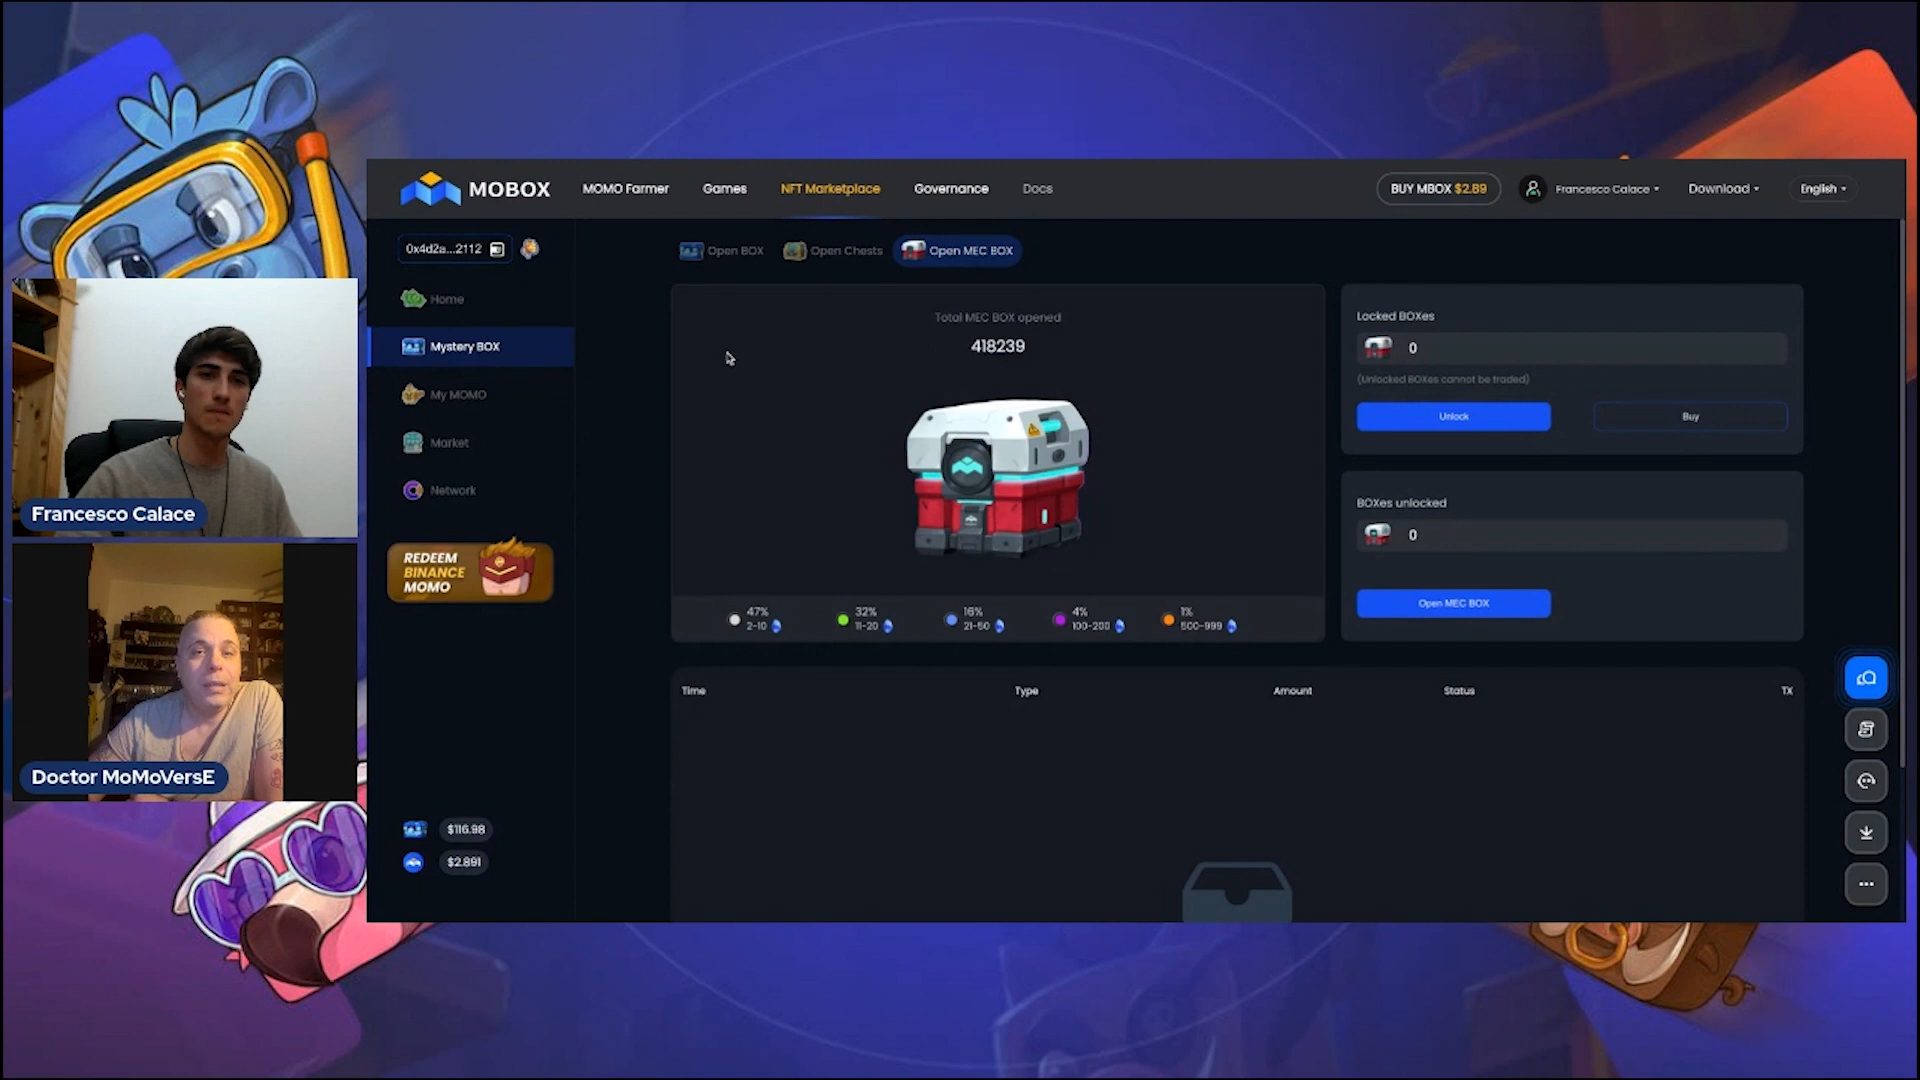 MOBOX
MOMO Farmer
Games
NFT Marketplace
Governance
Docs
BUY MBOX $2.89
Francesco Calace
Download
English
0x4d2a...2112
Open BOX
Open Chests
Open MEC BOX
Home
Mystery BOX
My MOMO
Market
Network
REDEEM
BINANCE
MOMO
Total MEC BOX opened
418239
47%
2-10
32%
11-20
16%
21-50
4%
100-200
1%
500-999
Locked BOXes
0
(Unlocked BOXes cannot be traded)
Unlock
Buy
BOXes unlocked
0
Open MEC BOX
Time
Type
Amount
Status
TX
$116.98
$2.891
Francesco Calace
Doctor MoMoVersE